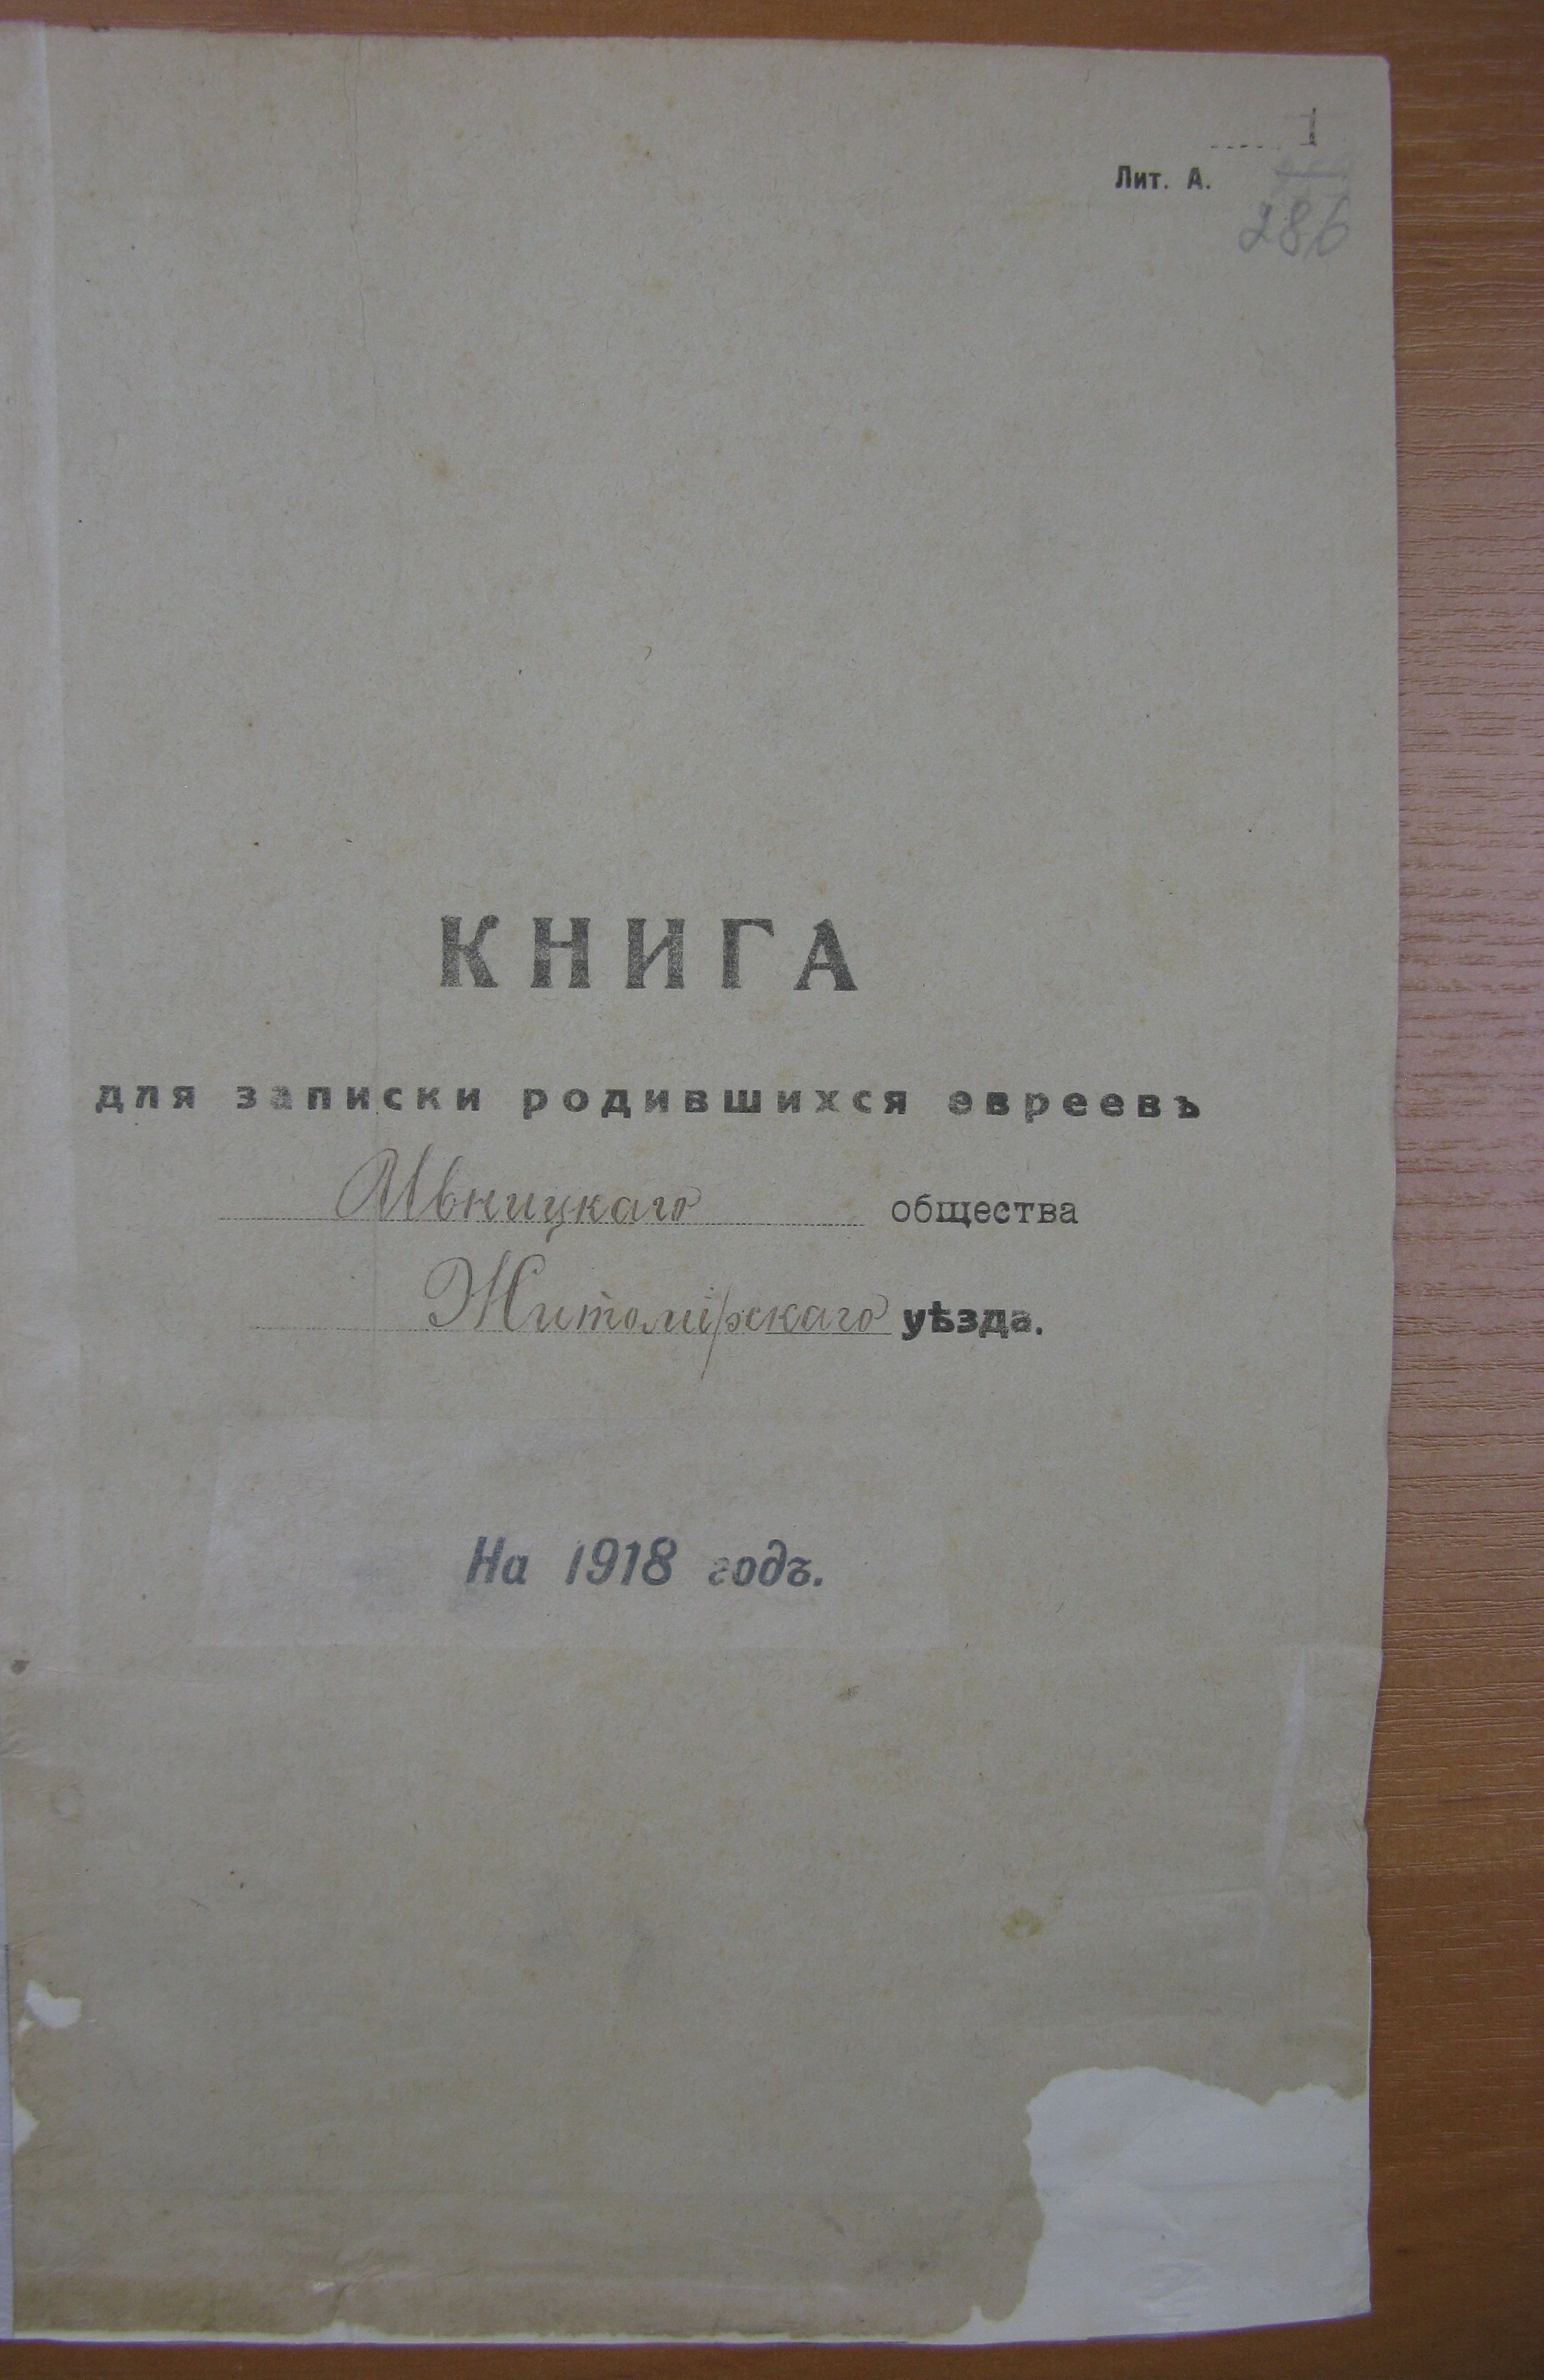 1
Лит. А.
286
КНИГА
для записки родившихся евреевъ
Ивницкаго общества
Житомірскаго уѣзда.
На 1918 годъ.